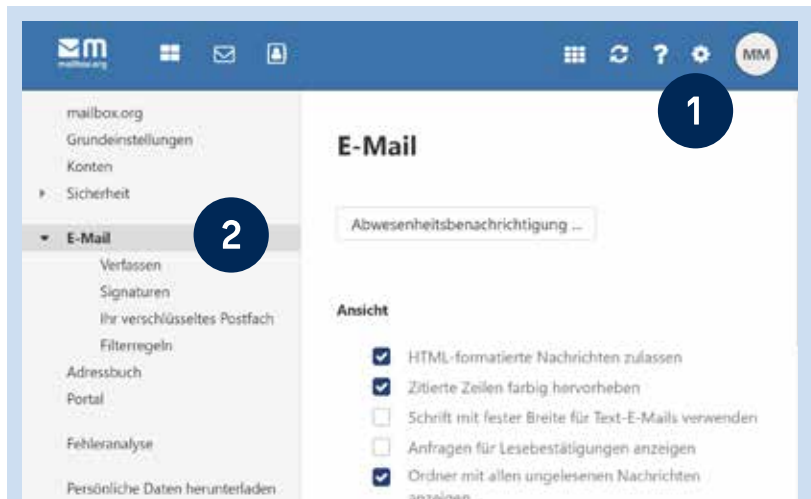 mailbox.org
MM
1
mailbox.org
Grundeinstellungen
Konten
Sicherheit
E-Mail
2
Verfassen
Signaturen
Ihr verschlüsseltes Postfach
Filterregeln
Adressbuch
Portal
Fehleranalyse
Persönliche Daten herunterladen
E-Mail
Abwesenheitsbenachrichtigung ...
Ansicht
HTML-formatierte Nachrichten zulassen
Zitierte Zeilen farbig hervorheben
Schrift mit fester Breite für Text-E-Mails verwenden
Anfragen für Lesebestätigungen anzeigen
Ordner mit allen ungelesenen Nachrichten
anzeigen